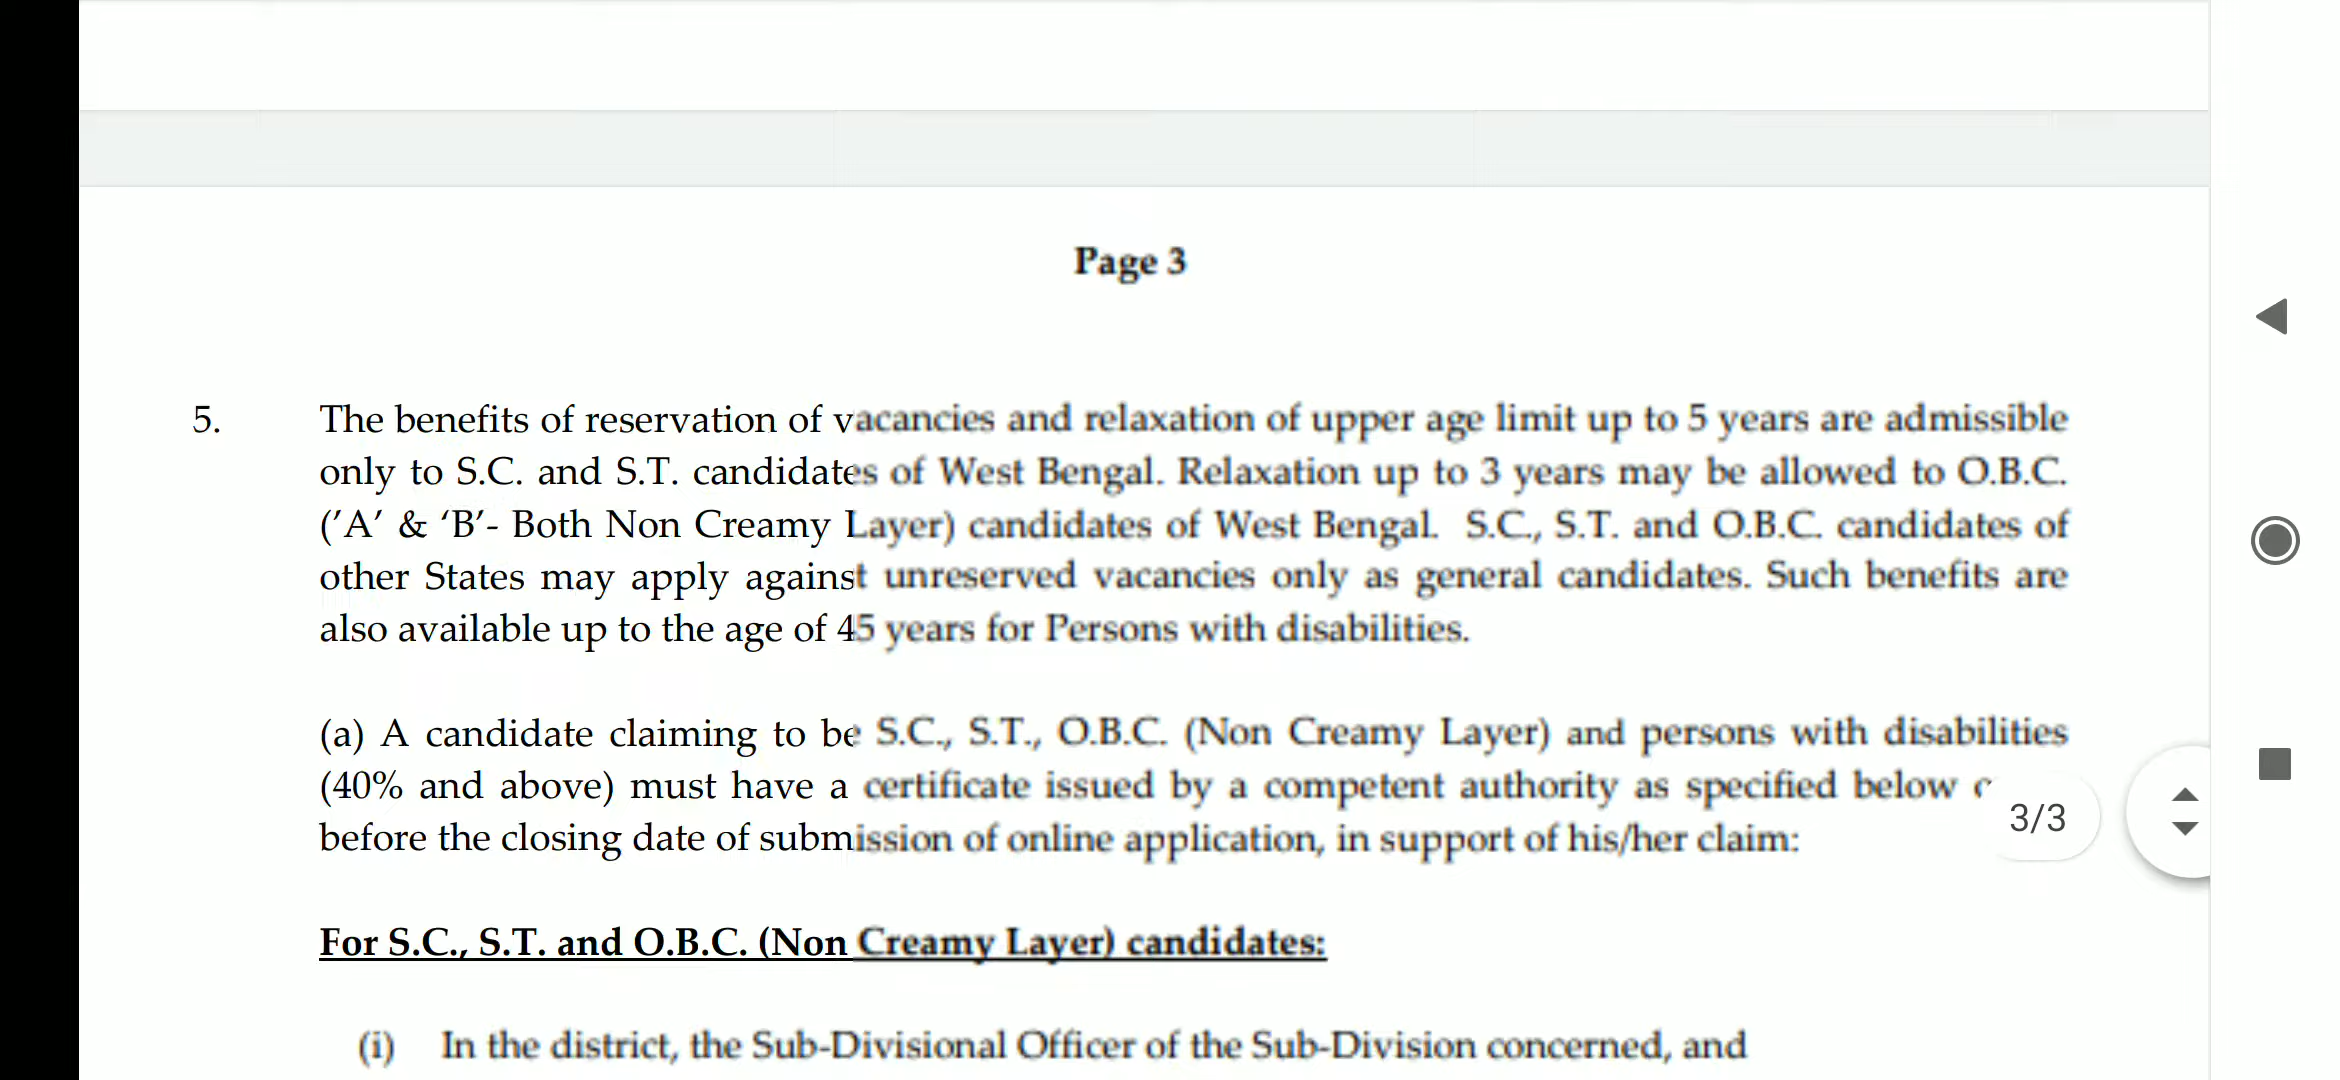 Page 3
5. The benefits of reservation of vacancies and relaxation of upper age limit up to 5 years are admissible
only to S.C. and S.T. candidates of West Bengal. Relaxation up to 3 years may be allowed to O.B.C.
(’A’ & ‘B’- Both Non Creamy Layer) candidates of West Bengal. S.C., S.T. and O.B.C. candidates of
other States may apply against unreserved vacancies only as general candidates. Such benefits are
also available up to the age of 45 years for Persons with disabilities.
(a) A candidate claiming to be S.C., S.T., O.B.C. (Non Creamy Layer) and persons with disabilities
(40% and above) must have a certificate issued by a competent authority as specified below
before the closing date of submission of online application, in support of his/her claim:
3/3
For S.C., S.T. and O.B.C. (Non Creamy Layer) candidates:
(i) In the district, the Sub-Divisional Officer of the Sub-Division concerned, and